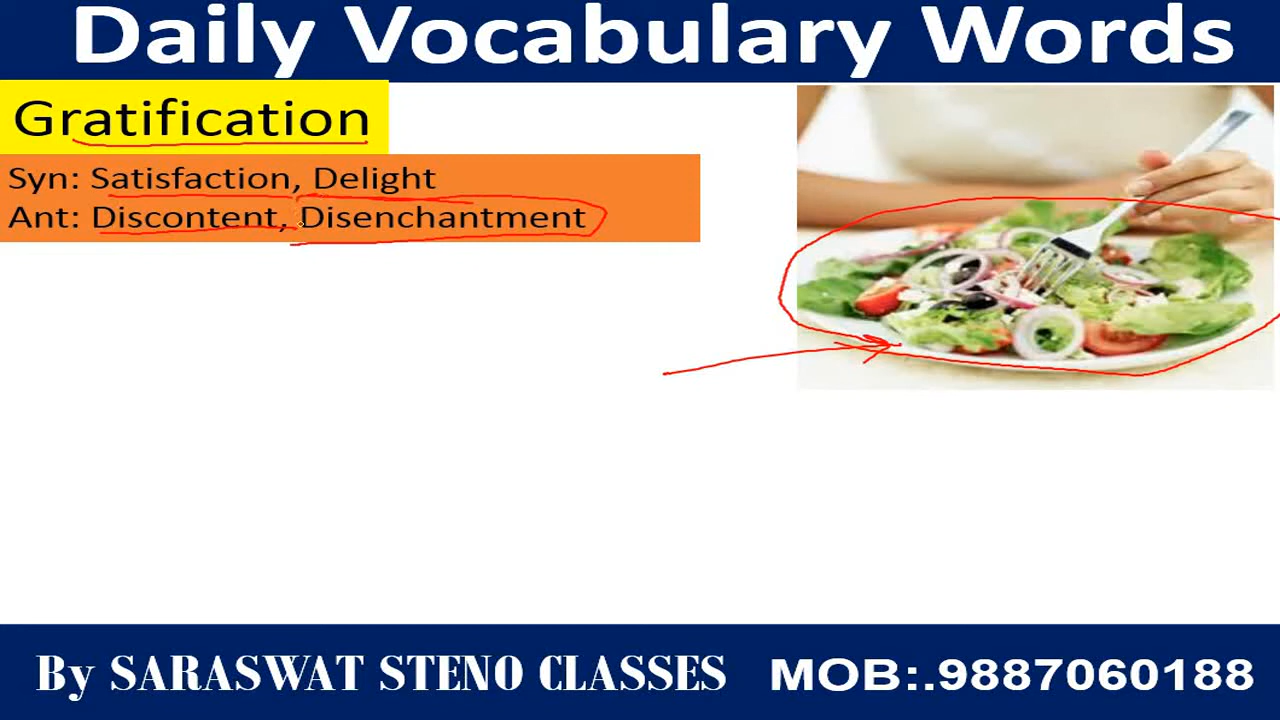 Daily Vocabulary Words
Gratification
Syn: Satisfaction, Delight
Ant: Discontent, Disenchantment
By SARASWAT STENO CLASSES MOB:.9887060188